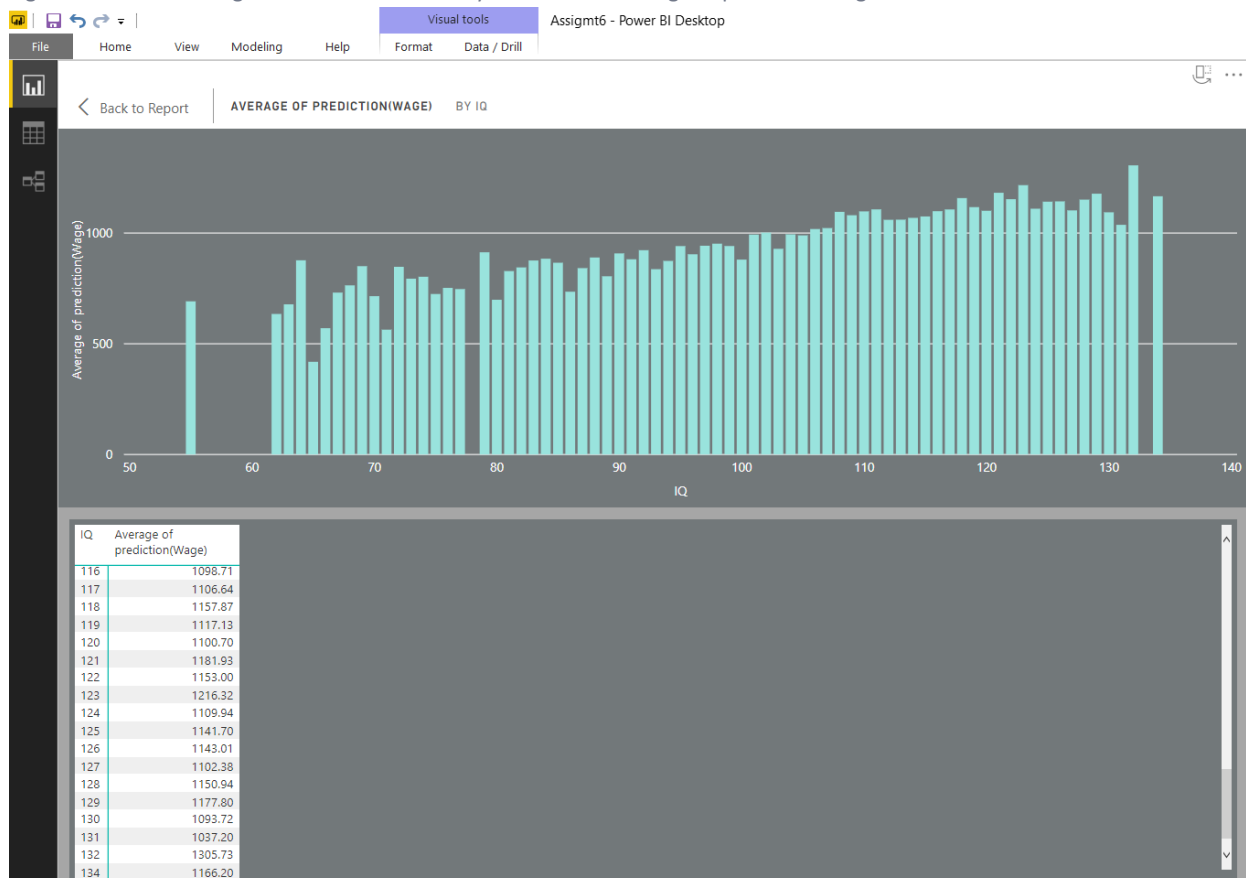 Visual tools
Assigmt6 - Power BI Desktop
File Home View Modeling Help Format Data / Drill
Back to Report AVERAGE OF PREDICTION(WAGE) BY IQ
Average of prediction(Wage)
1000
500
0
50 60 70 80 90 100 110 120 130 140
IQ
IQ Average of
prediction(Wage)
116 1098.71
117 1106.64
118 1157.87
119 1117.13
120 1100.70
121 1181.93
122 1153.00
123 1216.32
124 1109.94
125 1141.70
126 1143.01
127 1102.38
128 1150.94
129 1177.80
130 1093.72
131 1037.20
132 1305.73
134 1166.20